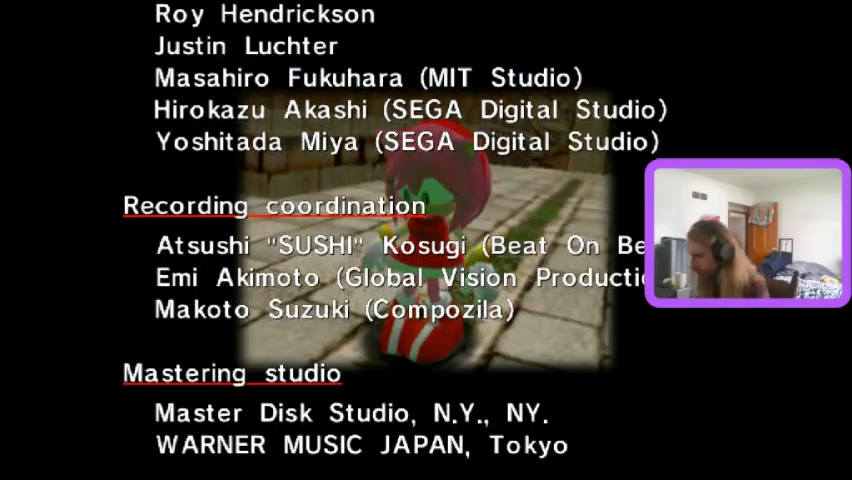 Roy Hendrickson
Justin Luchter
Masahiro Fukuhara (MIT Studio)
Hirokazu Akashi (SEGA Digital Studio)
Yoshitada Miya (SEGA Digital Studio)
Recording coordination
Atsushi "SUSHI" Kosugi (Beat On Be
Emi Akimoto (Global Vision Producti
Makoto Suzuki (Compozila)
Mastering studio
Master Disk Studio, N.Y., NY.
WARNER MUSIC JAPAN, Tokyo